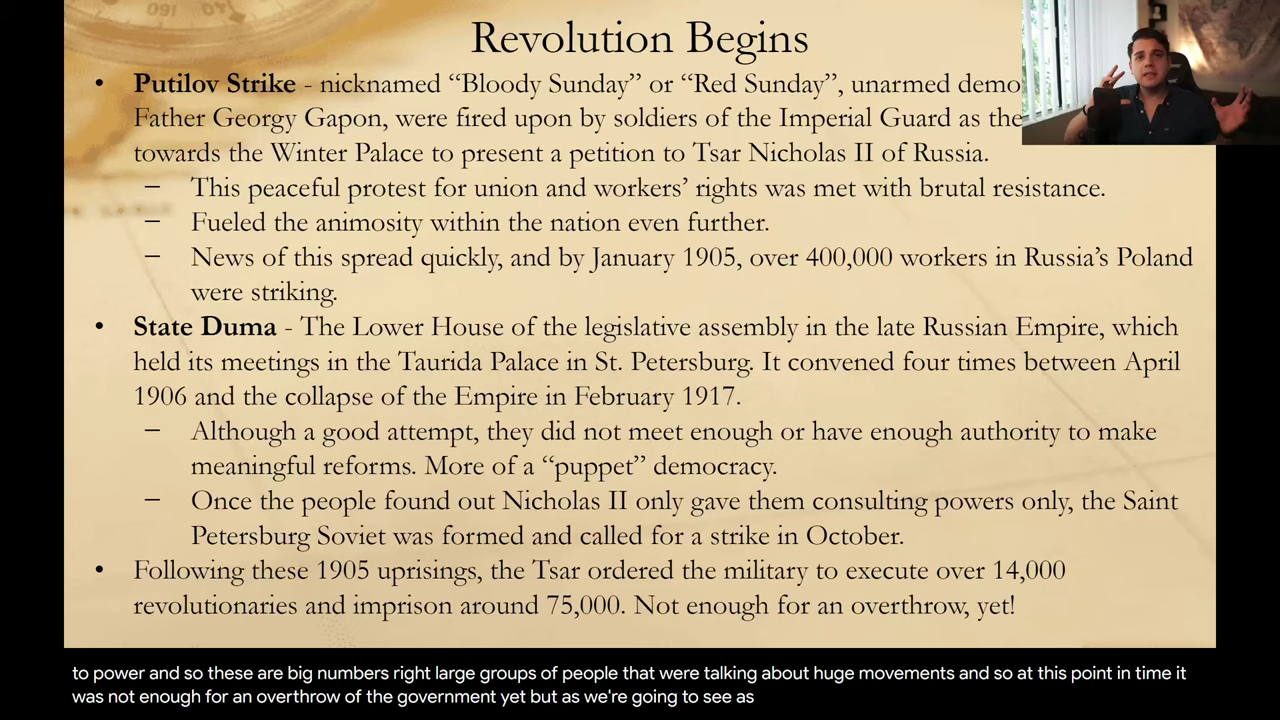 Revolution Begins
• Putilov Strike - nicknamed “Bloody Sunday” or “Red Sunday”, unarmed
Father Georgy Gapon, were fired upon by soldiers of the Imperial Guard as
towards the Winter Palace to present a petition to Tsar Nicholas II of Russia.
– This peaceful protest for union and workers’ rights was met with brutal resistance.
– Fueled the animosity within the nation even further.
– News of this spread quickly, and by January 1905, over 400,000 workers in Russia’s Poland
were striking.
• State Duma - The Lower House of the legislative assembly in the late Russian Empire, which
held its meetings in the Taurida Palace in St. Petersburg. It convened four times between April
1906 and the collapse of the Empire in February 1917.
– Although a good attempt, they did not meet enough or have enough authority to make
meaningful reforms. More of a “puppet” democracy.
– Once the people found out Nicholas II only gave them consulting powers only, the Saint
Petersburg Soviet was formed and called for a strike in October.
• Following these 1905 uprisings, the Tsar ordered the military to execute over 14,000
revolutionaries and imprison around 75,000. Not enough for an overthrow, yet!
to power and so these are big numbers right large groups of people that were talking about huge movements and so at this point in time it
was not enough for an overthrow of the government yet but as we're going to see as